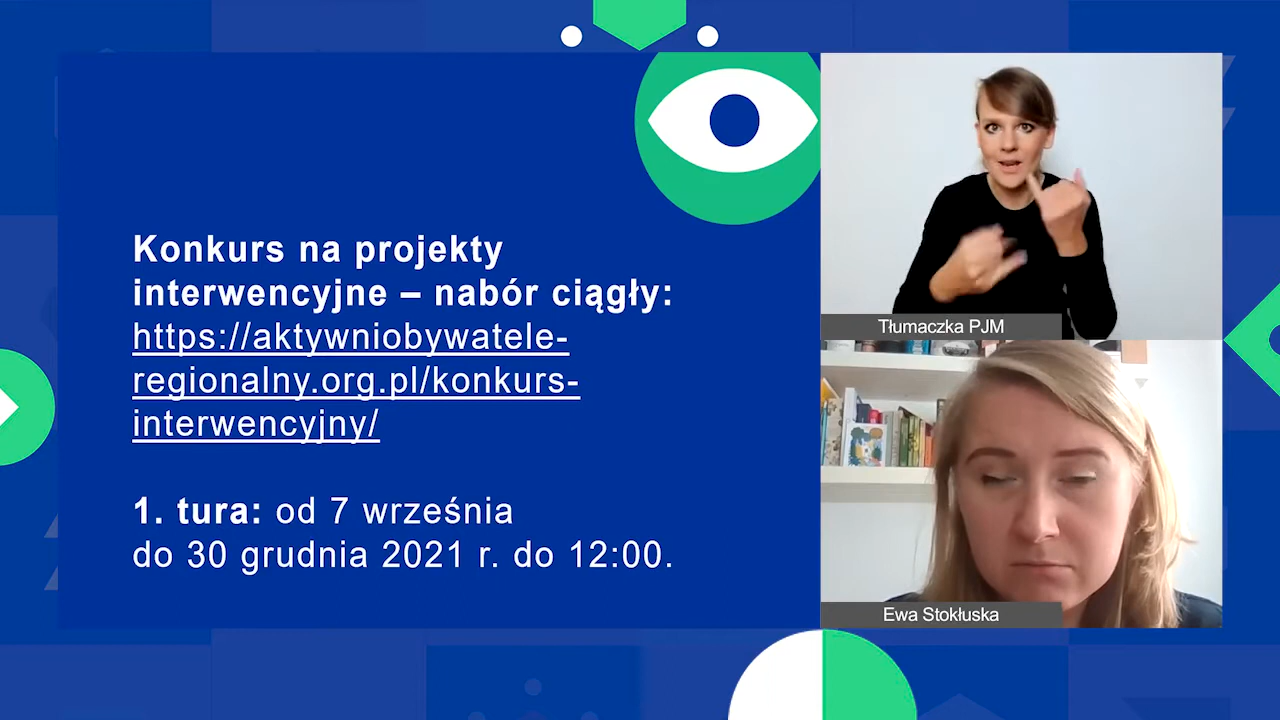 Konkurs na projekty
interwencyjne – nabór ciągły:
https://aktywniobywatele-
regionalny.org.pl/konkurs-
interwencyjny/
1. tura: od 7 września
do 30 grudnia 2021 r. do 12:00.
Tłumaczka PJM
Ewa Stokłuska